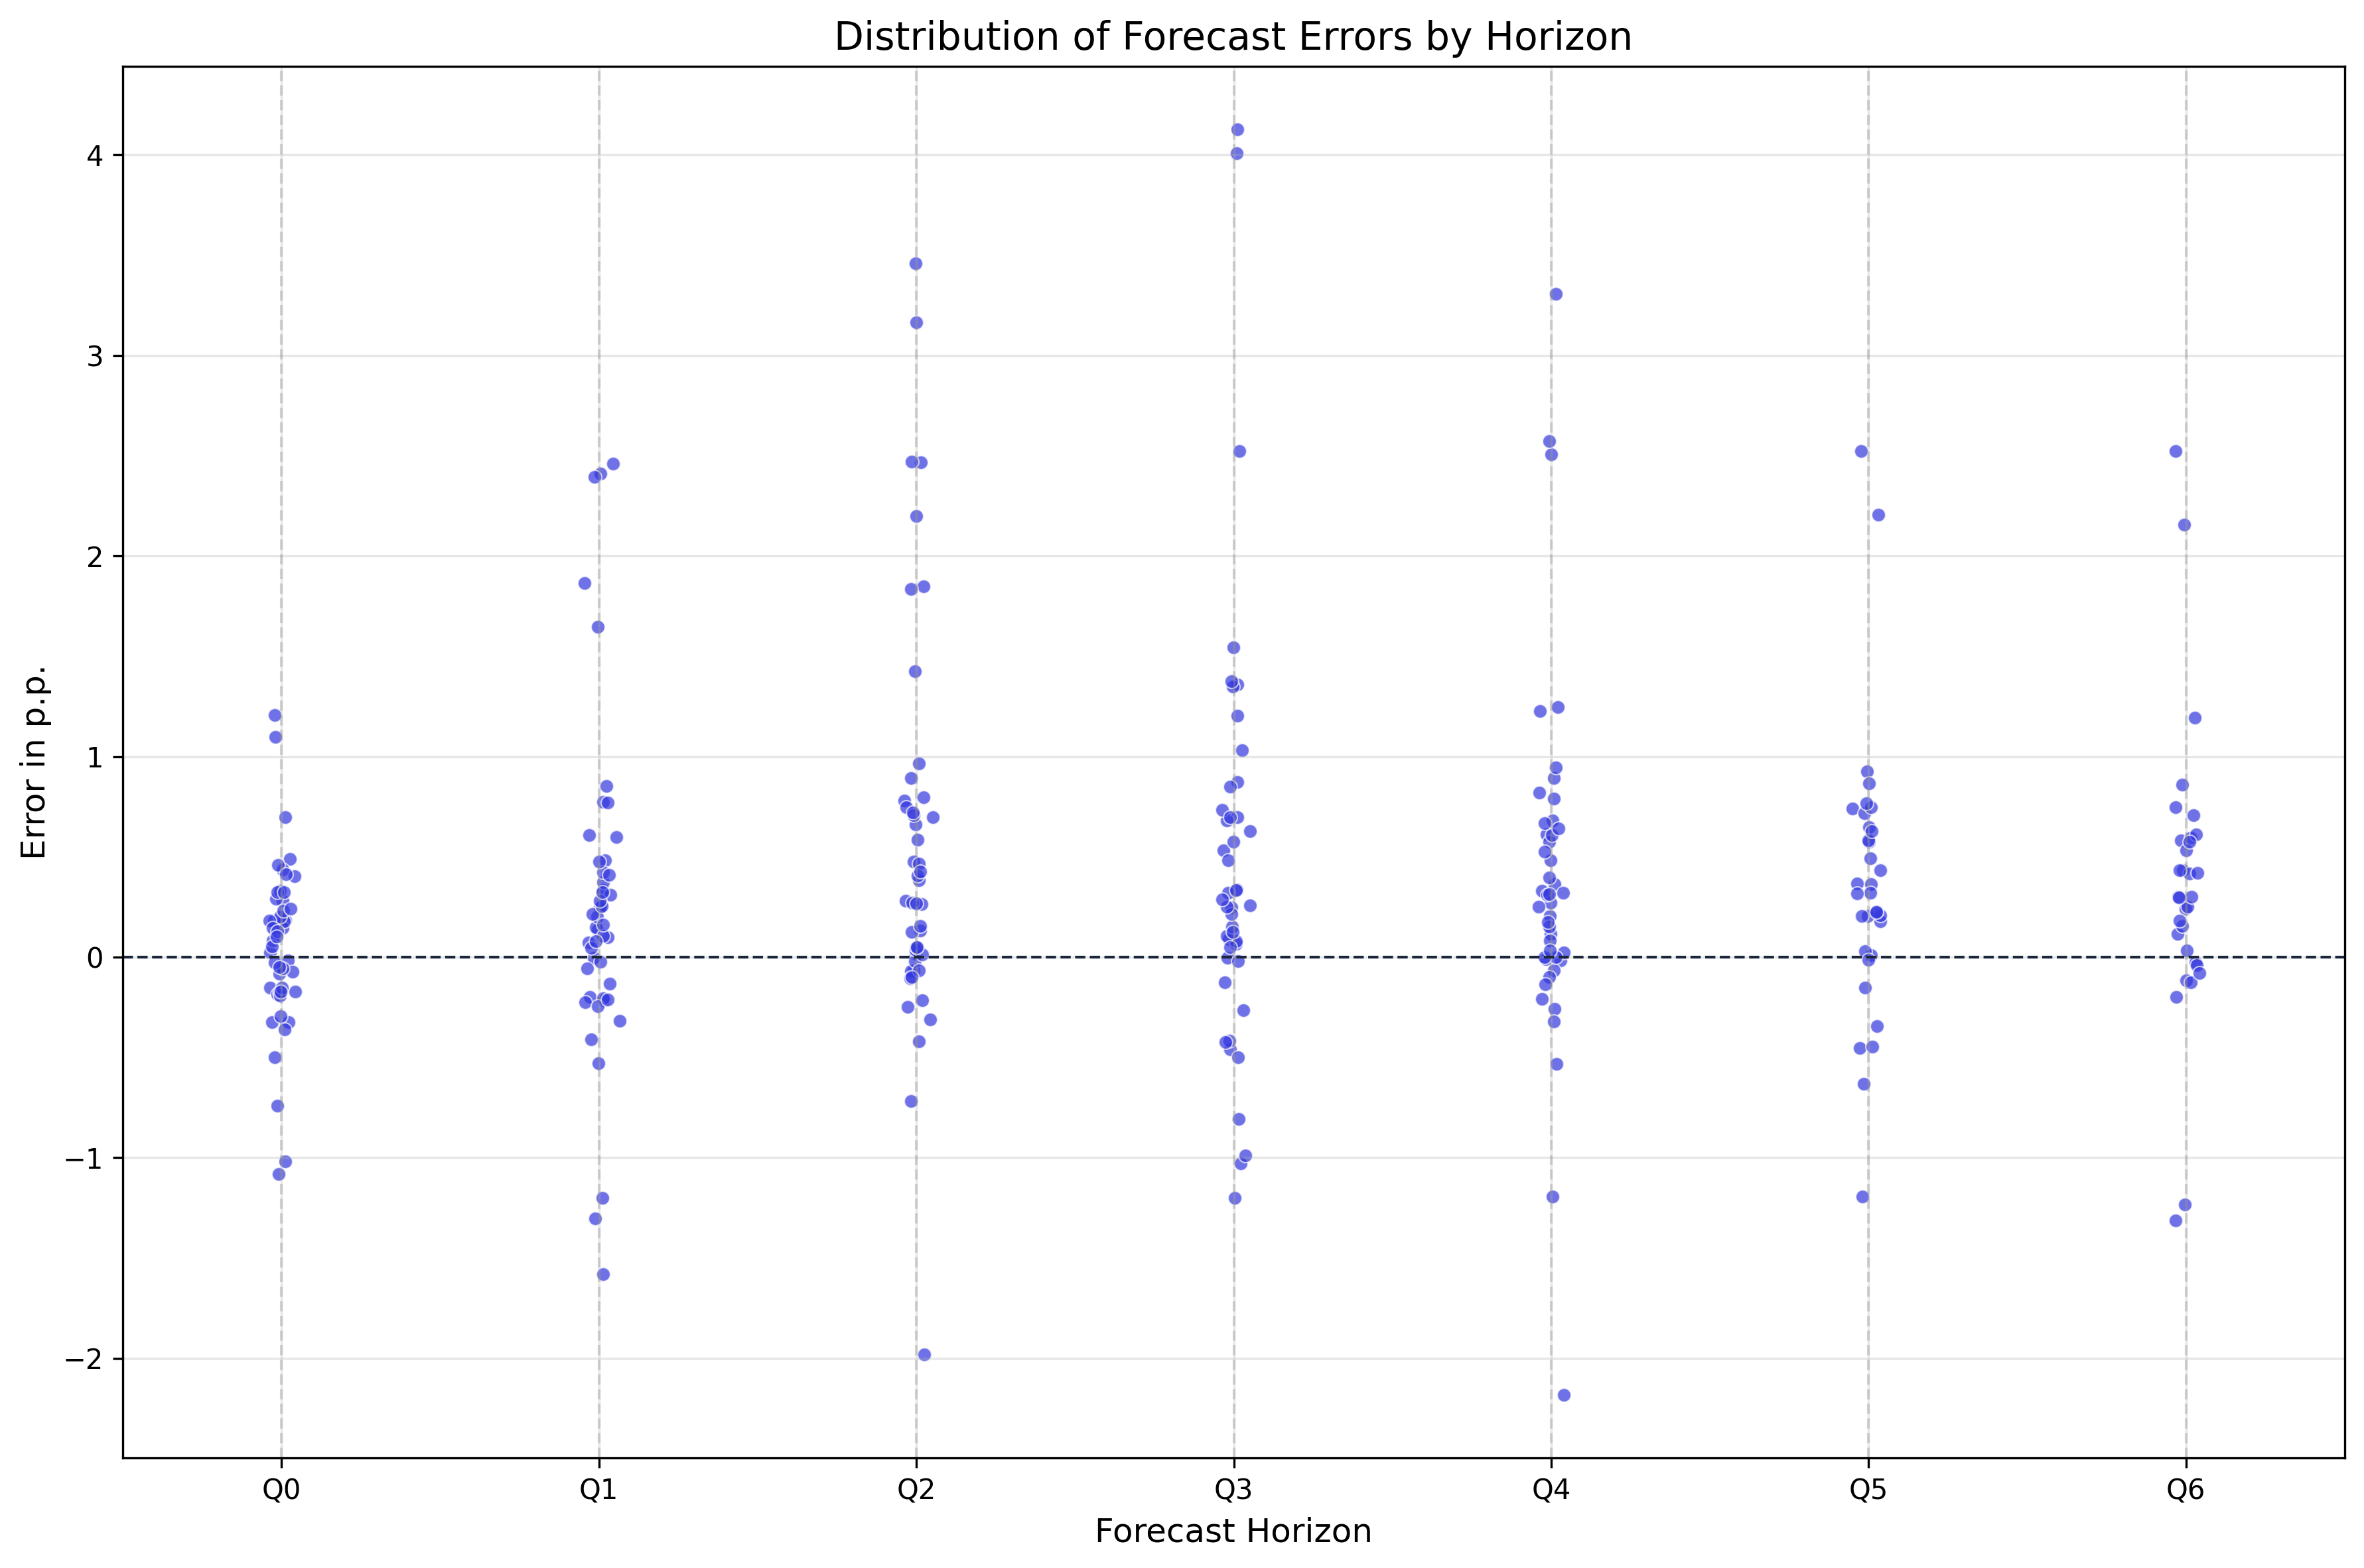 Distribution of Forecast Errors by Horizon
Error in p.p.
4
3
2
1
0
−1
−2
Q0 Q1 Q2 Q3 Q4 Q5 Q6
Forecast Horizon